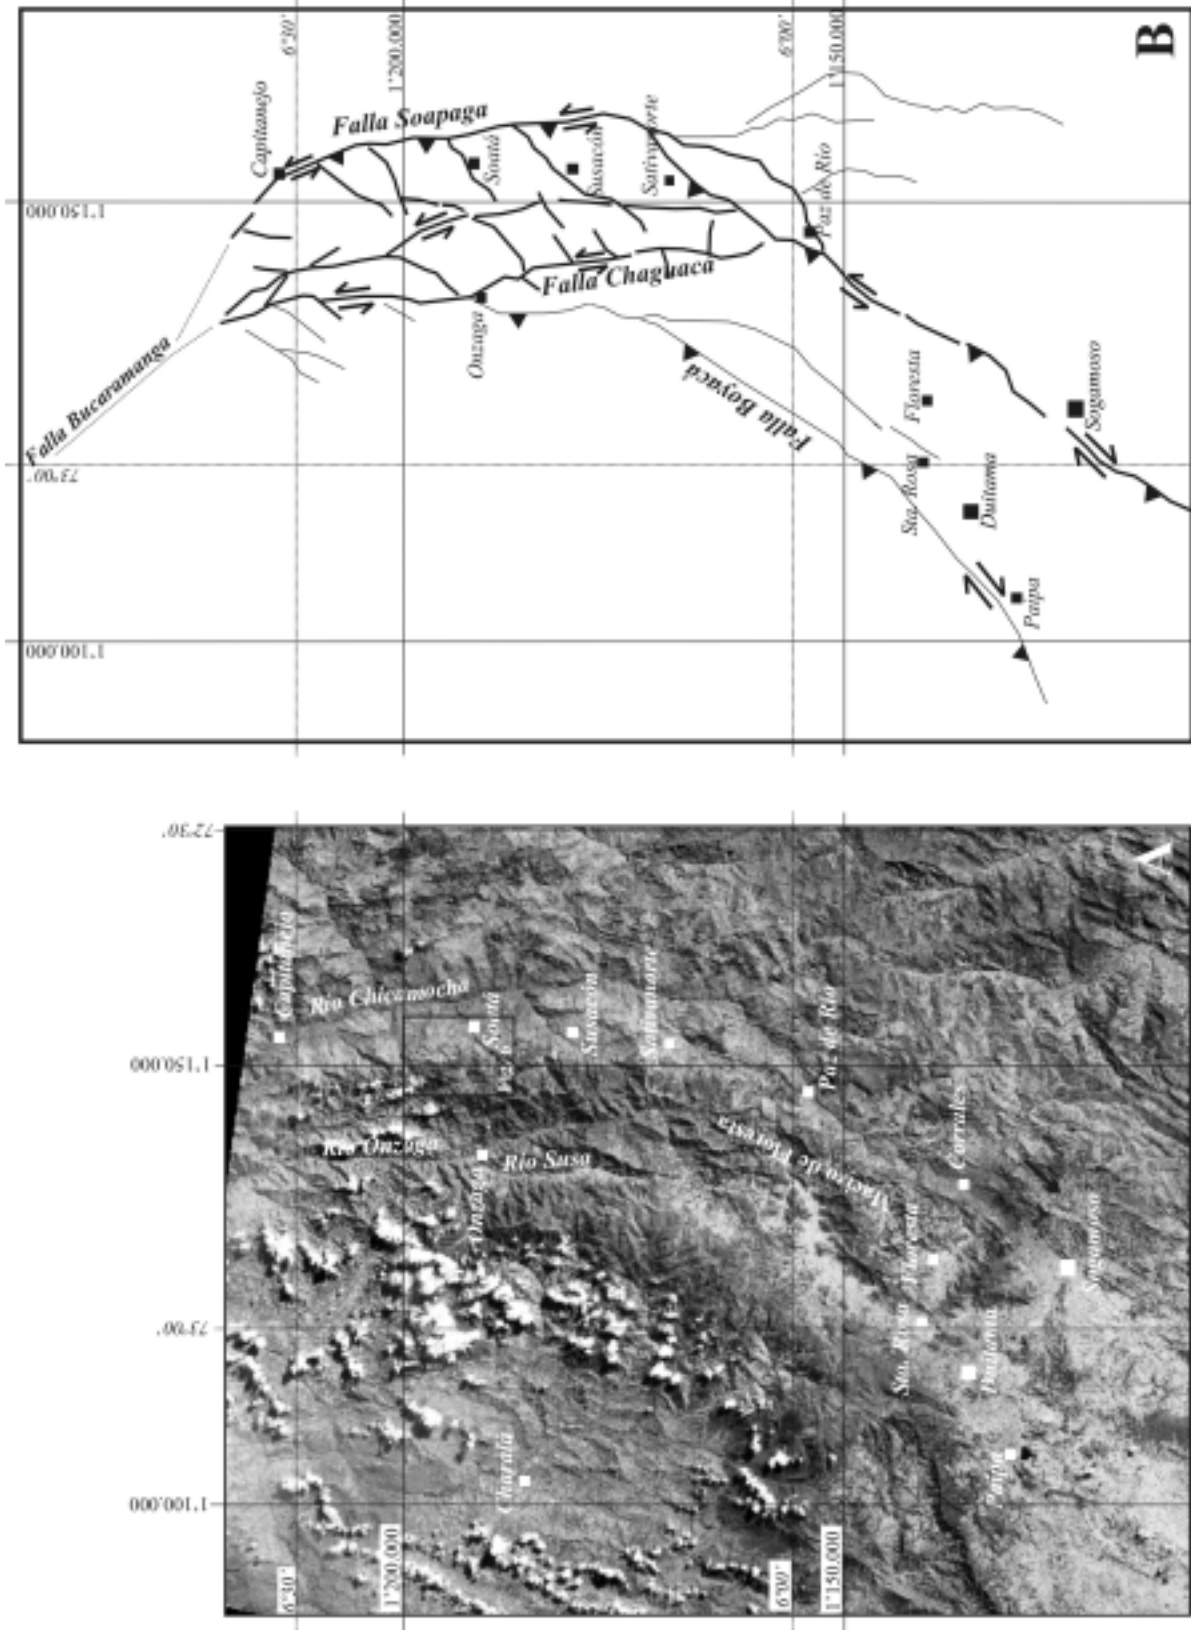 B
6°30'
1'200.000
6°00'
1'150.000
Capitanejo
Falla Soapaga
Soatá
Susacón
Sativanorte
Paz de Río
1'150.000
Falla Chaguaca
Onzaga
Falla Bucaramanga
Falla Boyacá
Floresta
Sogamoso
73°00'
Sta. Rosa
Duitama
Paipa
1'100.000
A
72°30'
Capitanejo
Río Chicamocha
Soatá
Susacón
Sativanorte
Paz de Río
1'150.000
Río Onzaga
Onzaga
Río Susa
Macizo de Floresta
Corrales
Floresta
Sogamoso
73°00'
Sta. Rosa
Duitama
Charalá
Paipa
1'100.000
6°30'
1'200.000
6°00'
1'150.000